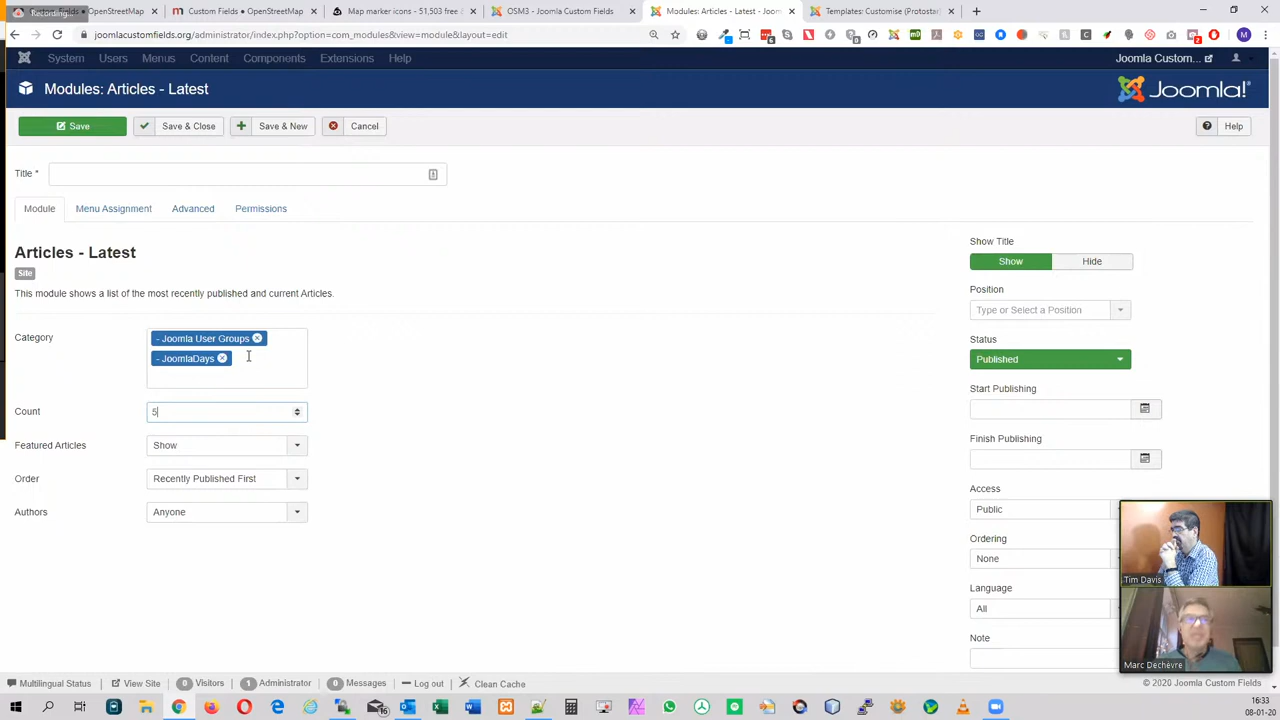 Recording...
Custom Fields • OpenStreetMap
Custom Fields • OpenStreetMap
Map marker icons - 51,503 free
OSM3 - Joomla Custom Fields
Modules: Articles - Latest - Joom
Templates: Customise (Protostar)
joomlacustomfields.org/administrator/index.php?option=com_modules&view=module&layout=edit
System Users Menus Content Components Extensions Help
Joomla Custom...
Modules: Articles - Latest
Joomla!
Save
Save & Close
Save & New
Cancel
Help
Title *
Module
Menu Assignment
Advanced
Permissions
Articles - Latest
Site
This module shows a list of the most recently published and current Articles.
Category
- Joomla User Groups
- JoomlaDays
Count
5
Featured Articles
Show
Order
Recently Published First
Authors
Anyone
Show Title
Show
Hide
Position
Type or Select a Position
Status
Published
Start Publishing
Finish Publishing
Access
Public
Ordering
None
Language
All
Note
Tim Davis
Marc Dechèvre
Multilingual Status
View Site
0 Visitors
1 Administrator
0 Messages
Log out
Clean Cache
© 2020 Joomla Custom Fields
16:33
08-01-20